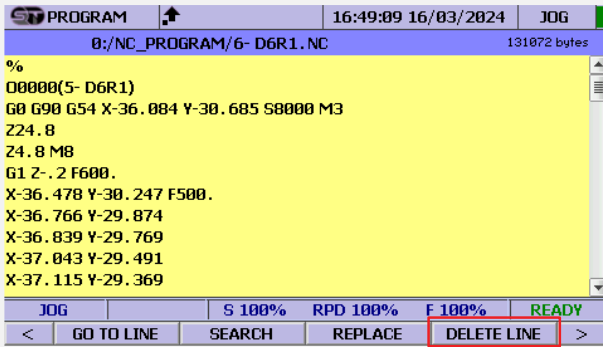 PROGRAM 16:49:09 16/03/2024 JOG
0:/NC_PROGRAM/6-D6R1.NC 131072 bytes
%
O0000(5-D6R1)
G0 G90 G54 X-36.084 Y-30.685 S8000 M3
Z24.8
Z4.8 M8
G1 Z-.2 F600.
X-36.478 Y-30.247 F500.
X-36.766 Y-29.874
X-36.839 Y-29.769
X-37.043 Y-29.491
X-37.115 Y-29.369
JOG S 100% RPD 100% F 100% READY
< GO TO LINE SEARCH REPLACE DELETE LINE >